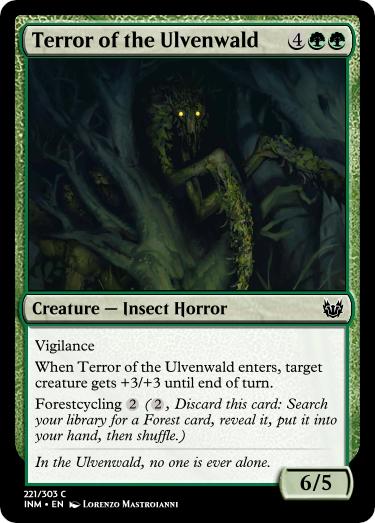 Terror of the Ulvenwald 4
Creature — Insect Horror
Vigilance
When Terror of the Ulvenwald enters, target
creature gets +3/+3 until end of turn.
Forestcycling 2 (2, Discard this card: Search
your library for a Forest card, reveal it, put it into
your hand, then shuffle.)
In the Ulvenwald, no one is ever alone.
6/5
221/303 C
INM • EN Lorenzo Mastroianni